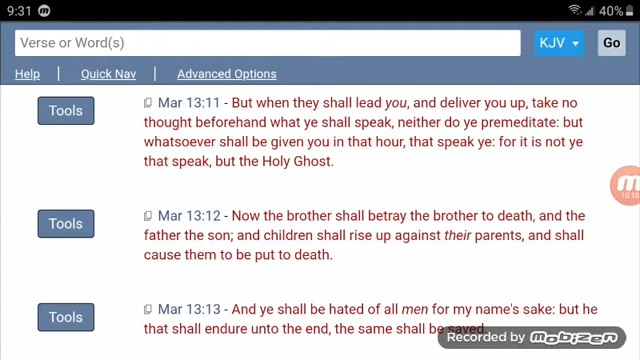 9:31
40%
Verse or Word(s)
KJV
Go
Help | Quick Nav | Advanced Options
Tools
Mar 13:11 - But when they shall lead you, and deliver you up, take no
thought beforehand what ye shall speak, neither do ye premeditate: but
whatsoever shall be given you in that hour, that speak ye: for it is not ye
that speak, but the Holy Ghost.
Tools
Mar 13:12 - Now the brother shall betray the brother to death, and the
father the son; and children shall rise up against their parents, and shall
cause them to be put to death.
Tools
Mar 13:13 - And ye shall be hated of all men for my name's sake: but he
that shall endure unto the end, the same shall be saved.
10:18
Recorded by mobizen